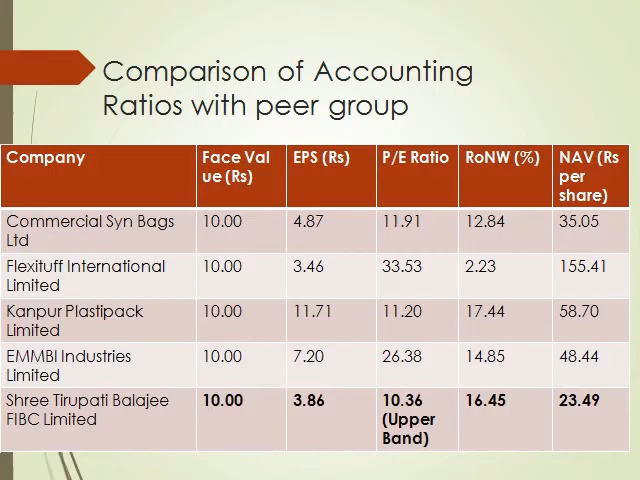 Comparison of Accounting
Ratios with peer group
Company | Face Val ue (Rs) | EPS (Rs) | P/E Ratio | RoNW (%) | NAV (Rs per share)
Commercial Syn Bags Ltd | 10.00 | 4.87 | 11.91 | 12.84 | 35.05
Flexituff International Limited | 10.00 | 3.46 | 33.53 | 2.23 | 155.41
Kanpur Plastipack Limited | 10.00 | 11.71 | 11.20 | 17.44 | 58.70
EMMBI Industries Limited | 10.00 | 7.20 | 26.38 | 14.85 | 48.44
Shree Tirupati Balajee FIBC Limited | 10.00 | 3.86 | 10.36 (Upper Band) | 16.45 | 23.49